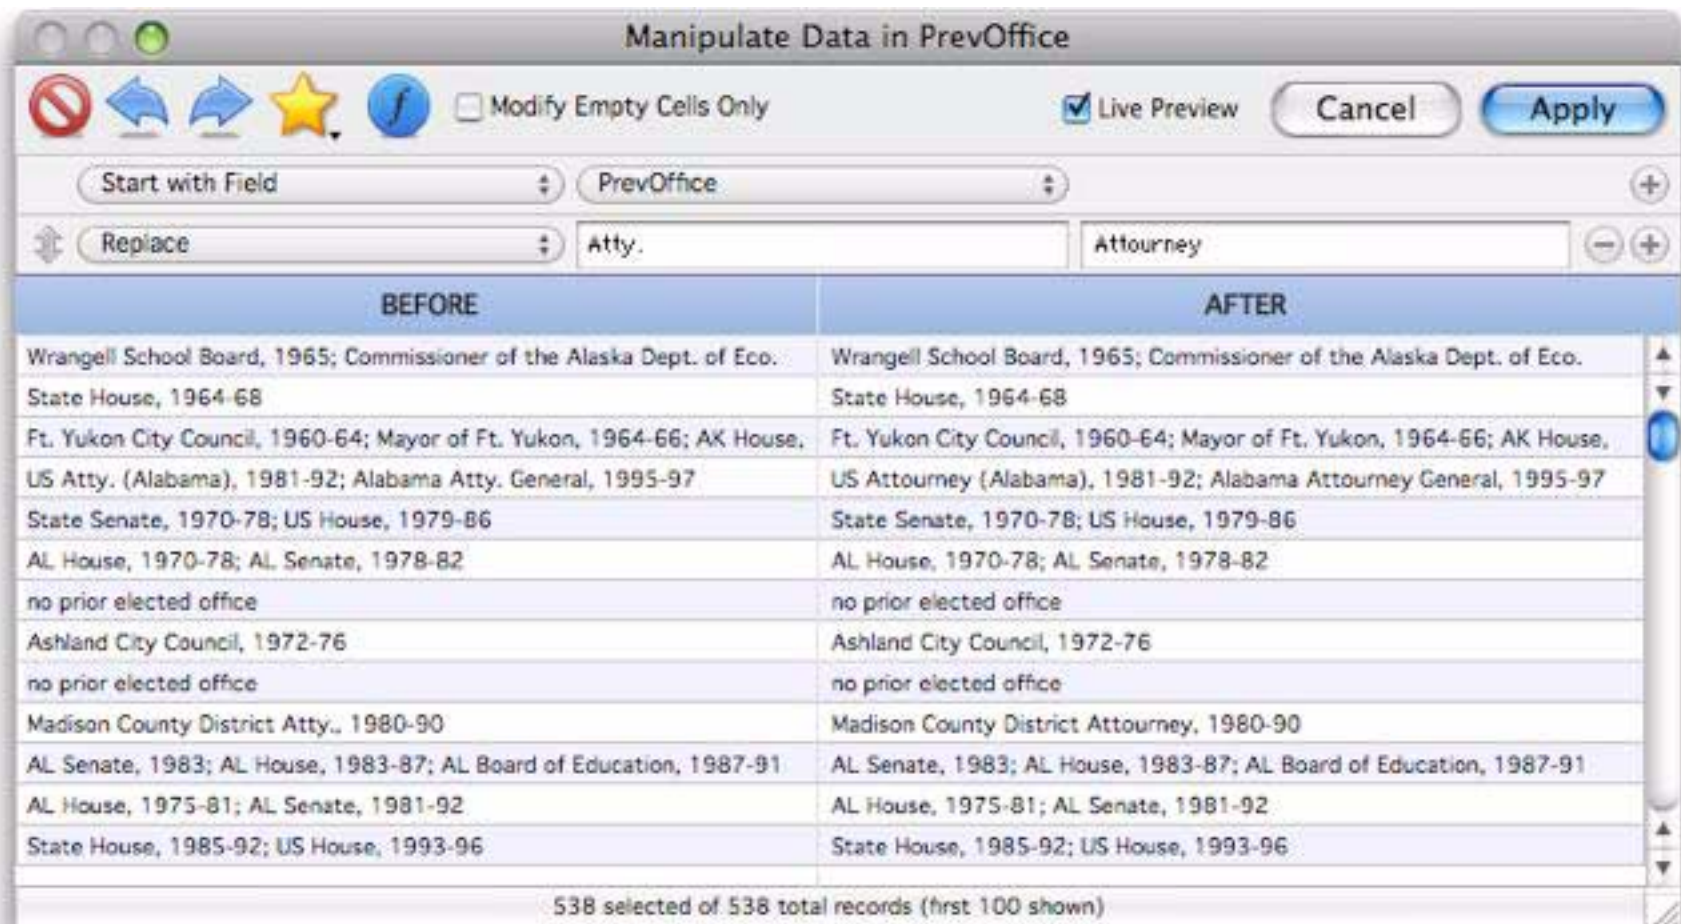 Manipulate Data in PrevOffice
Modify Empty Cells Only Live Preview Cancel Apply
Start with Field PrevOffice
Replace Atty. Attourney
BEFORE AFTER
Wrangell School Board, 1965; Commissioner of the Alaska Dept. of Eco. Wrangell School Board, 1965; Commissioner of the Alaska Dept. of Eco.
State House, 1964-68 State House, 1964-68
Ft. Yukon City Council, 1960-64; Mayor of Ft. Yukon, 1964-66; AK House, Ft. Yukon City Council, 1960-64; Mayor of Ft. Yukon, 1964-66; AK House,
US Atty. (Alabama), 1981-92; Alabama Atty. General, 1995-97 US Attourney (Alabama), 1981-92; Alabama Attourney General, 1995-97
State Senate, 1970-78; US House, 1979-86 State Senate, 1970-78; US House, 1979-86
AL House, 1970-78; AL Senate, 1978-82 AL House, 1970-78; AL Senate, 1978-82
no prior elected office no prior elected office
Ashland City Council, 1972-76 Ashland City Council, 1972-76
no prior elected office no prior elected office
Madison County District Atty., 1980-90 Madison County District Attourney, 1980-90
AL Senate, 1983; AL House, 1983-87; AL Board of Education, 1987-91 AL Senate, 1983; AL House, 1983-87; AL Board of Education, 1987-91
AL House, 1975-81; AL Senate, 1981-92 AL House, 1975-81; AL Senate, 1981-92
State House, 1985-92; US House, 1993-96 State House, 1985-92; US House, 1993-96
538 selected of 538 total records (first 100 shown)